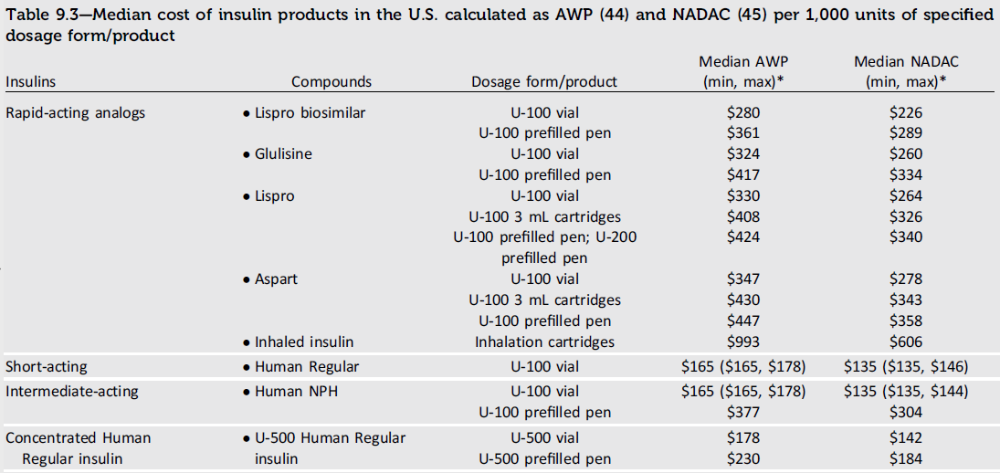 Table 9.3—Median cost of insulin products in the U.S. calculated as AWP (44) and NADAC (45) per 1,000 units of specified
dosage form/product
Median AWP Median NADAC
Insulins Compounds Dosage form/product (min, max)* (min, max)*
Rapid-acting analogs • Lispro biosimilar U-100 vial $280 $226
U-100 prefilled pen $361 $289
• Glulisine U-100 vial $324 $260
U-100 prefilled pen $417 $334
• Lispro U-100 vial $330 $264
U-100 3 mL cartridges $408 $326
U-100 prefilled pen; U-200 $424 $340
prefilled pen
• Aspart U-100 vial $347 $278
U-100 3 mL cartridges $430 $343
U-100 prefilled pen $447 $358
• Inhaled insulin Inhalation cartridges $993 $606
Short-acting • Human Regular U-100 vial $165 ($165, $178) $135 ($135, $146)
Intermediate-acting • Human NPH U-100 vial $165 ($165, $178) $135 ($135, $144)
U-100 prefilled pen $377 $304
Concentrated Human • U-500 Human Regular U-500 vial $178 $142
Regular insulin insulin U-500 prefilled pen $230 $184